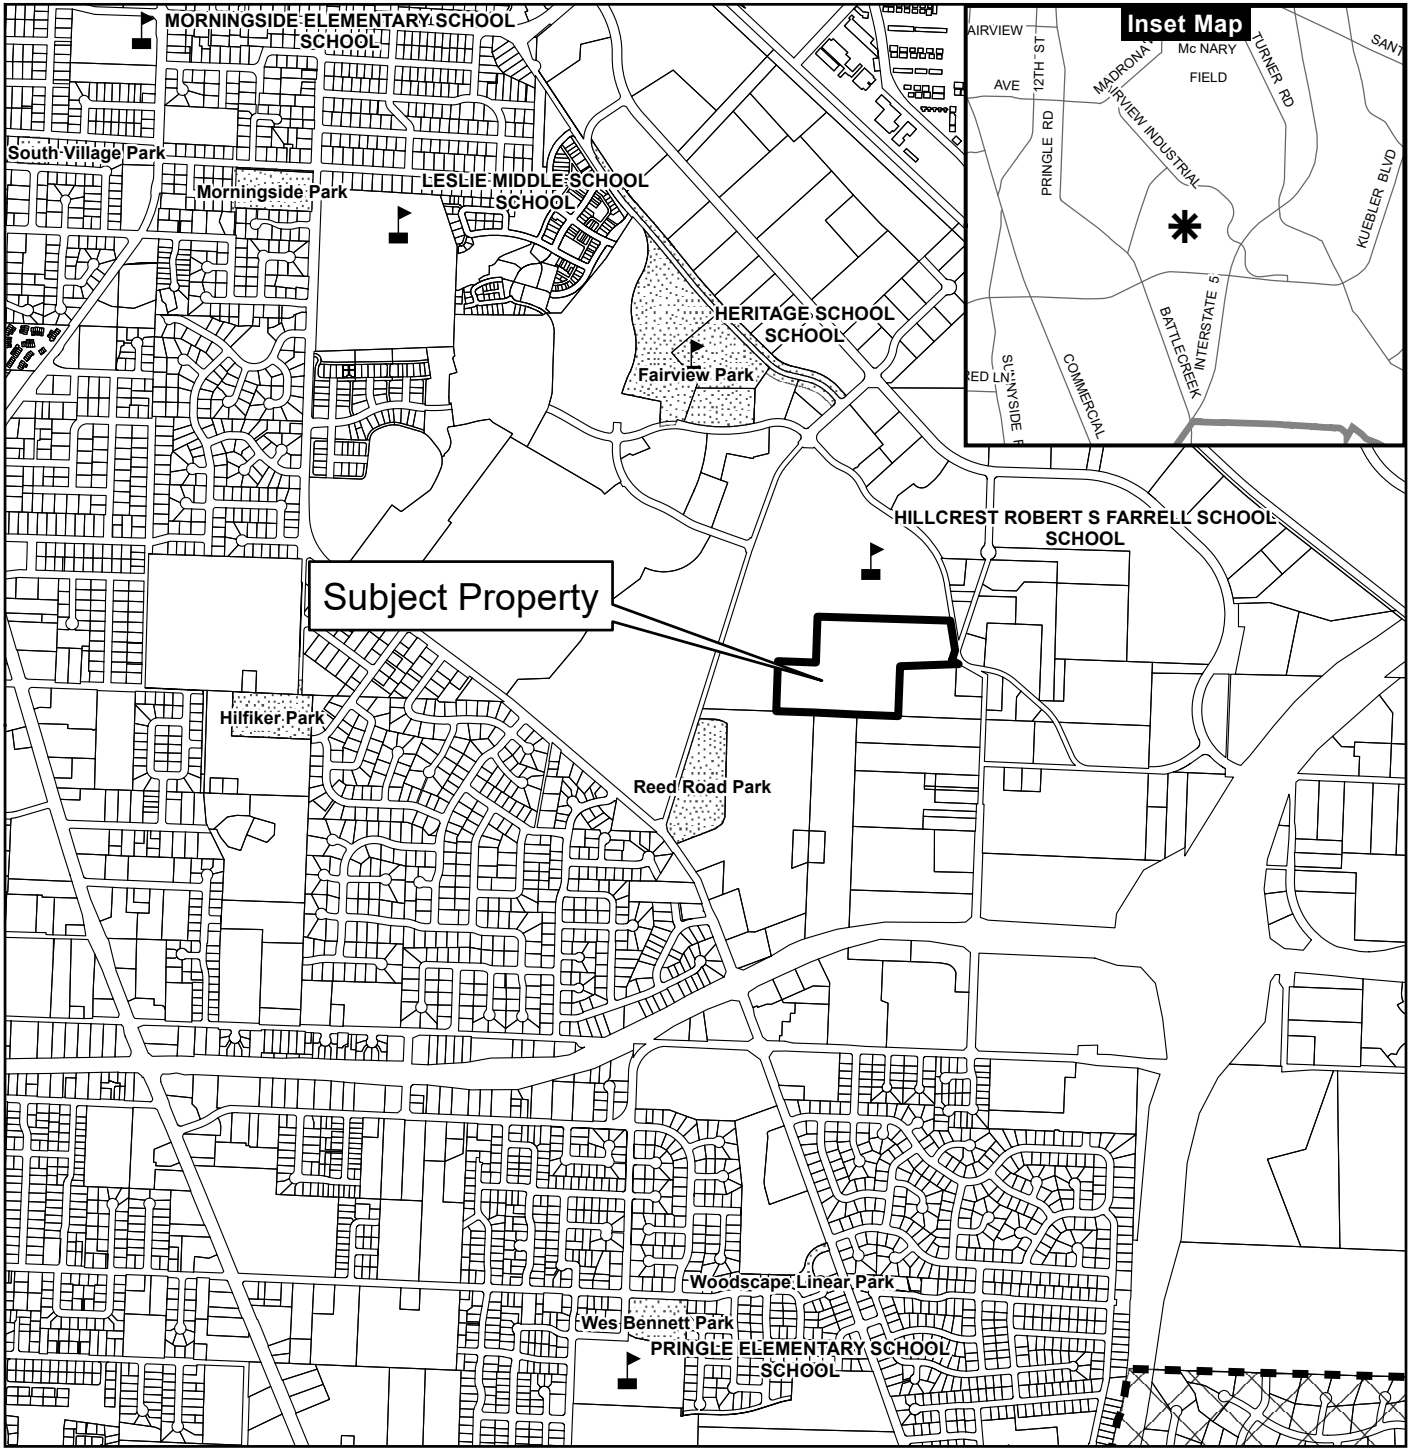 MORNINGSIDE ELEMENTARY SCHOOL
SCHOOL
South Village Park
Morningside Park
LESLIE MIDDLE SCHOOL
SCHOOL
HERITAGE SCHOOL
SCHOOL
Fairview Park
HILLCREST ROBERT S FARRELL SCHOOL
SCHOOL
Subject Property
Hilfiker Park
Reed Road Park
Woodscape Linear Park
Wes Bennett Park
PRINGLE ELEMENTARY SCHOOL
SCHOOL
Inset Map
AIRVIEW
AVE
12TH ST
PRINGLE RD
MADRONA
Mc NARY
FIELD
TURNER RD
SANT
RVIEW INDUSTRIAL
KUEBLER BLVD
INTERSTATE 5
BATTLECREEK
COMMERCIAL
RED LN
SUNNYSIDE R